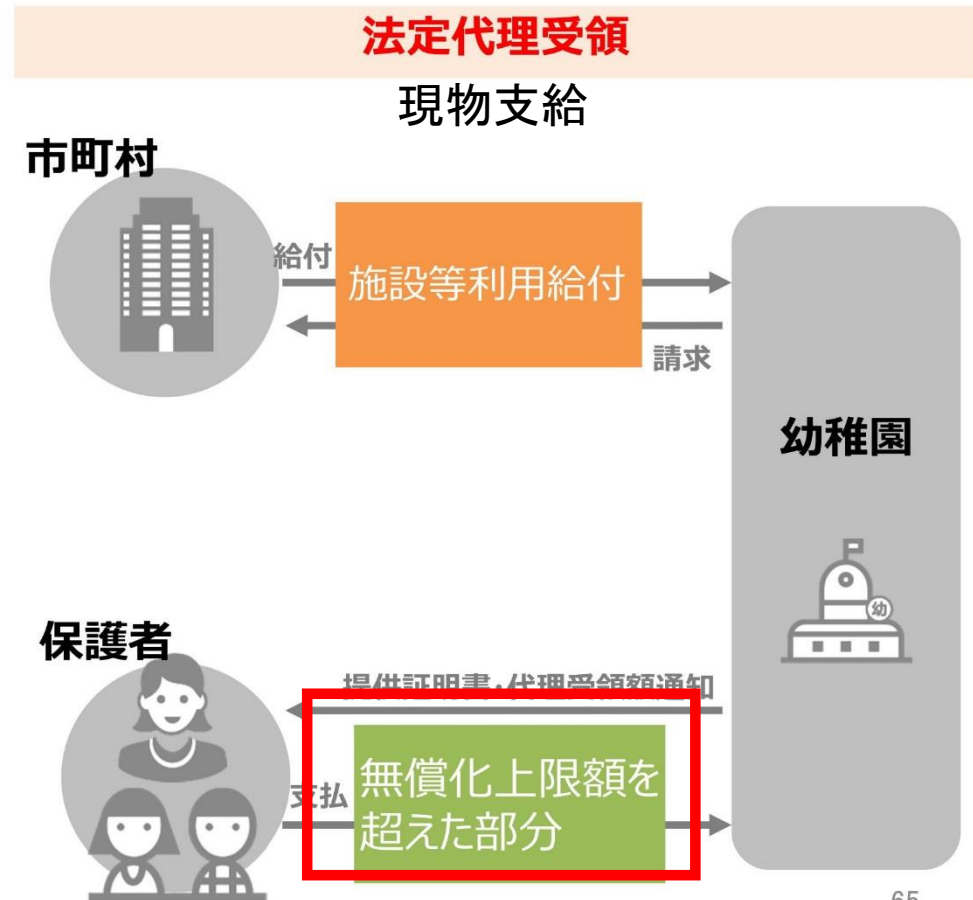 法定代理受領
現物支給
市町村
給付
施設等利用給付
請求
幼稚園
幼
保護者
提供証明書・代理受領額通知
支払
無償化上限額を
超えた部分
65